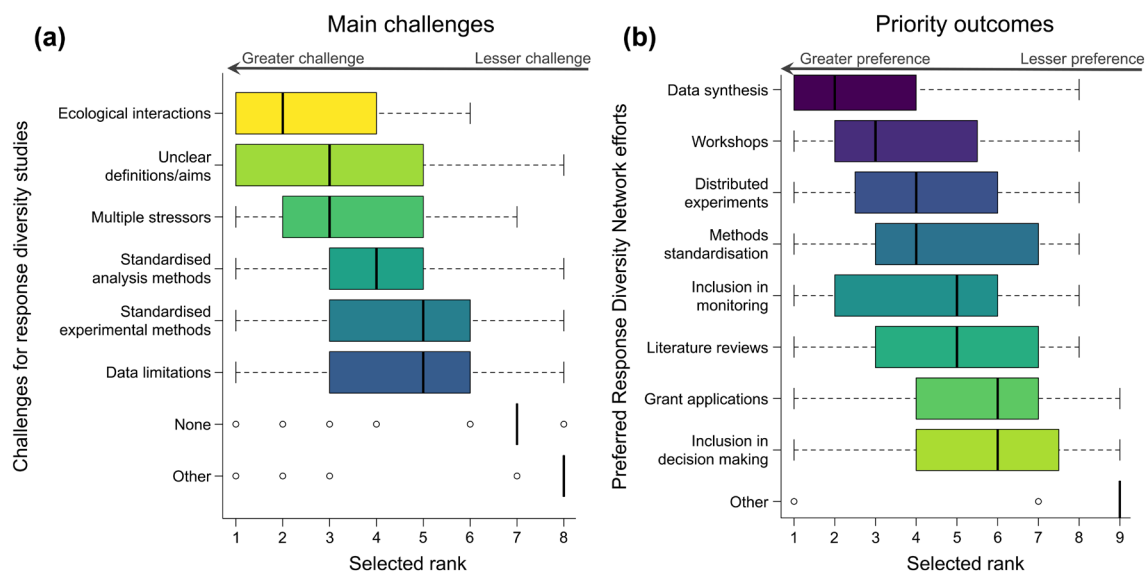 (a)
Main challenges
Greater challenge
Lesser challenge
Challenges for response diversity studies
Ecological interactions
Unclear
definitions/aims
Multiple stressors
Standardised
analysis methods
Standardised
experimental methods
Data limitations
None
Other
1 2 3 4 5 6 7 8
Selected rank
(b)
Priority outcomes
Greater preference
Lesser preference
Preferred Response Diversity Network efforts
Data synthesis
Workshops
Distributed
experiments
Methods
standardisation
Inclusion in
monitoring
Literature reviews
Grant applications
Inclusion in
decision making
Other
1 2 3 4 5 6 7 8 9
Selected rank